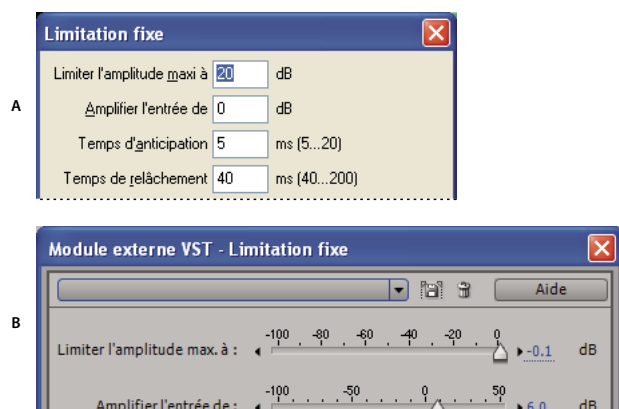 Limitation fixe
A
Limiter l'amplitude maxi à 20 dB
Amplifier l'entrée de 0 dB
Temps d'anticipation 5 ms (5...20)
Temps de relâchement 40 ms (40...200)
B
Module externe VST - Limitation fixe
Aide
-100 -80 -60 -40 -20 0
Limiter l'amplitude max. à : -0.1 dB
-100 -50 0 50
Amplifier l'entrée de : 6.0 dB